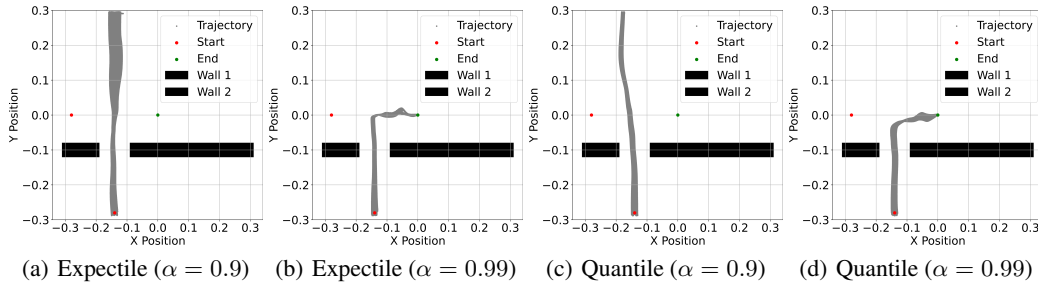 0.3
0.2
0.1
0.0
−0.1
−0.2
−0.3
Y Position
−0.3 −0.2 −0.1 0.0 0.1 0.2 0.3
X Position
Trajectory
Start
End
Wall 1
Wall 2
(a) Expectile (α = 0.9)
0.3
0.2
0.1
0.0
−0.1
−0.2
−0.3
Y Position
−0.3 −0.2 −0.1 0.0 0.1 0.2 0.3
X Position
Trajectory
Start
End
Wall 1
Wall 2
(b) Expectile (α = 0.99)
0.3
0.2
0.1
0.0
−0.1
−0.2
−0.3
Y Position
−0.3 −0.2 −0.1 0.0 0.1 0.2 0.3
X Position
Trajectory
Start
End
Wall 1
Wall 2
(c) Quantile (α = 0.9)
0.3
0.2
0.1
0.0
−0.1
−0.2
−0.3
Y Position
−0.3 −0.2 −0.1 0.0 0.1 0.2 0.3
X Position
Trajectory
Start
End
Wall 1
Wall 2
(d) Quantile (α = 0.99)